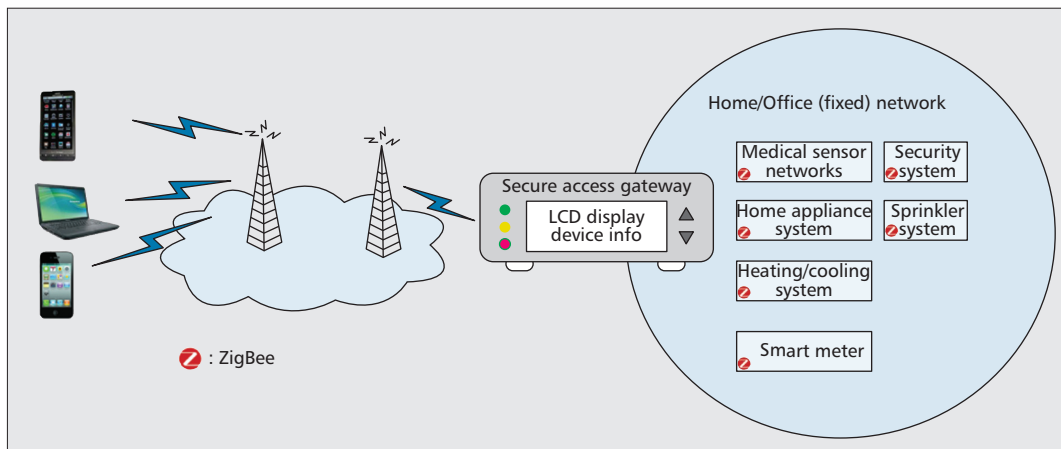 Home/Office (fixed) network
Medical sensor
networks
Security
system
Secure access gateway
LCD display
device info
Home appliance
system
Sprinkler
system
Heating/cooling
system
Smart meter
: ZigBee